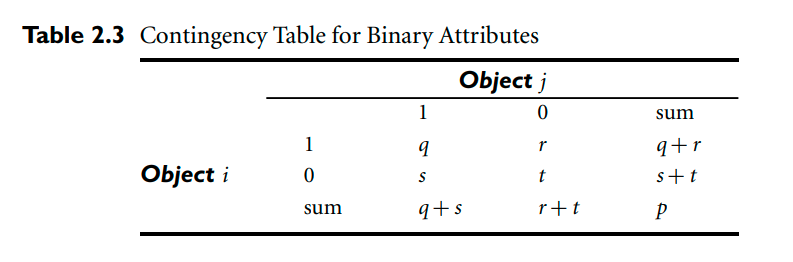 Table 2.3 Contingency Table for Binary Attributes
Object j
1 0 sum
1 q r q+r
Object i 0 s t s+t
sum q+s r+t p